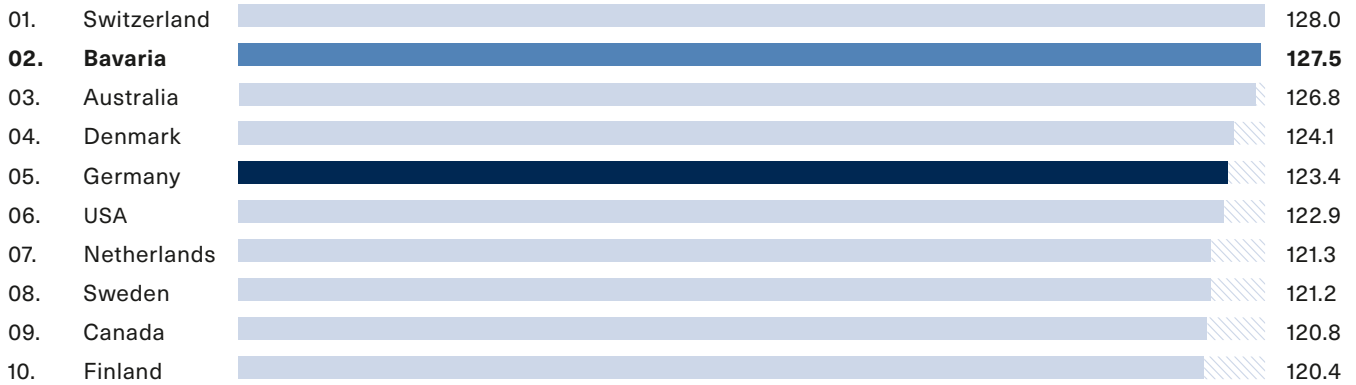 01. Switzerland 128.0
02. Bavaria 127.5
03. Australia 126.8
04. Denmark 124.1
05. Germany 123.4
06. USA 122.9
07. Netherlands 121.3
08. Sweden 121.2
09. Canada 120.8
10. Finland 120.4